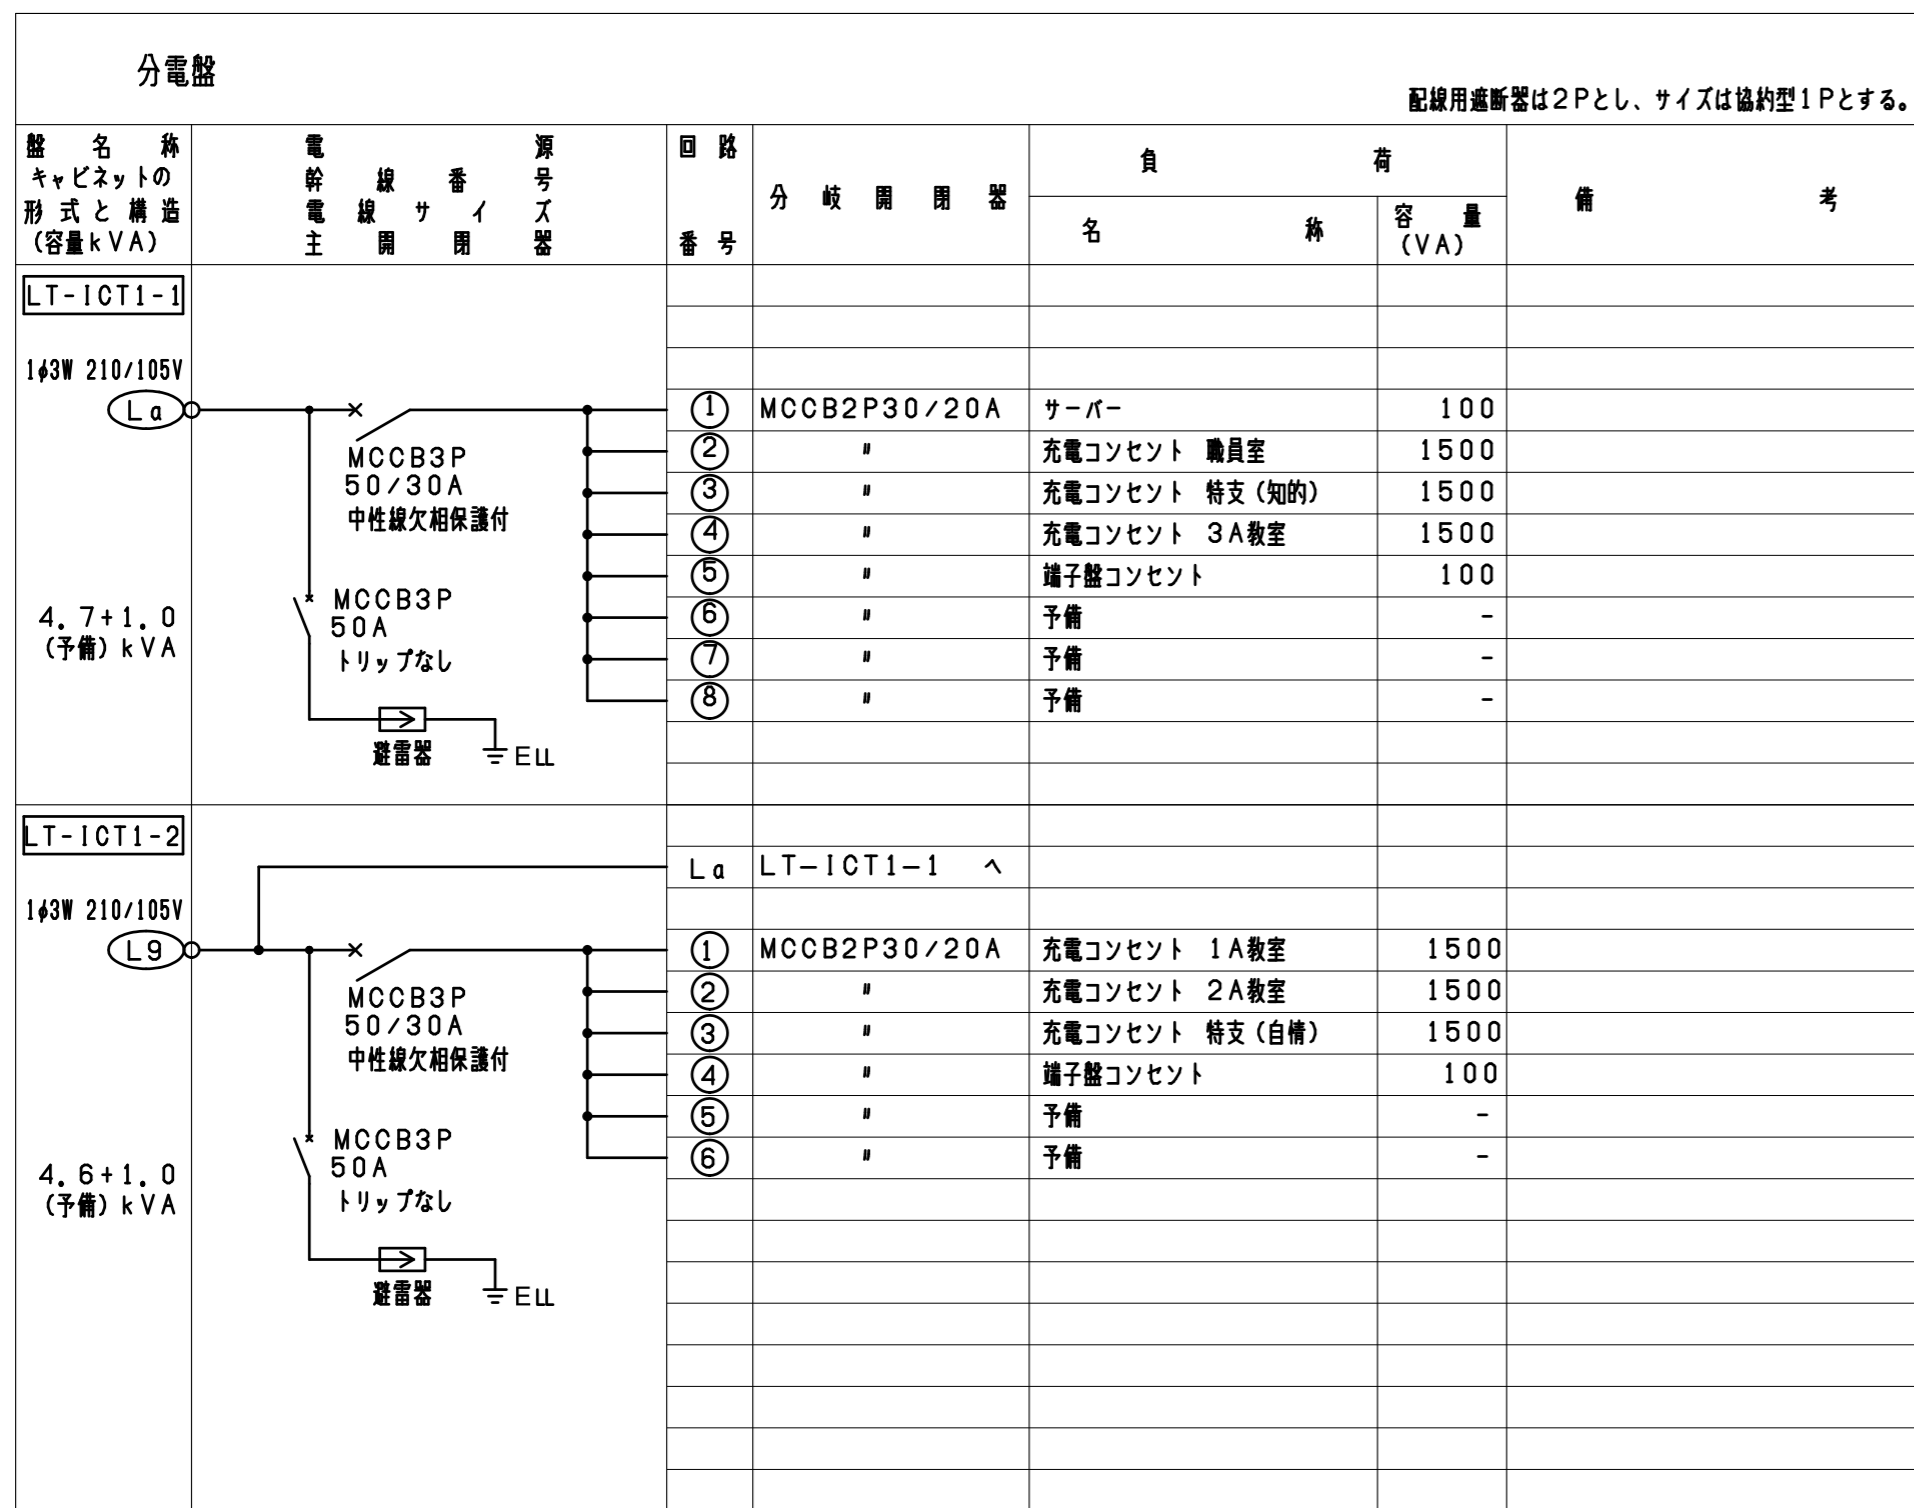 分電盤
配線用遮断器は2Pとし、サイズは協約型1Pとする。
盤名称
キャビネットの
形式と構造
(容量kVA)
電源
幹線番号
電線サイズ
主開閉器
回路
番号
分岐開閉器
負荷
名称
容量
(VA)
備考
LT-ICT1-1
1φ3W 210/105V
La
MCCB3P
50/30A
中性線欠相保護付
MCCB3P
50A
トリップなし
避雷器
ELL
4.7+1.0
(予備)kVA
① MCCB2P30/20A サーバー 100
② 〃 充電コンセント 職員室 1500
③ 〃 充電コンセント 特支(知的) 1500
④ 〃 充電コンセント 3A教室 1500
⑤ 〃 端子盤コンセント 100
⑥ 〃 予備 -
⑦ 〃 予備 -
⑧ 〃 予備 -
LT-ICT1-2
La LT-ICT1-1 へ
1φ3W 210/105V
L9
MCCB3P
50/30A
中性線欠相保護付
MCCB3P
50A
トリップなし
避雷器
ELL
4.6+1.0
(予備)kVA
① MCCB2P30/20A 充電コンセント 1A教室 1500
② 〃 充電コンセント 2A教室 1500
③ 〃 充電コンセント 特支(自情) 1500
④ 〃 端子盤コンセント 100
⑤ 〃 予備 -
⑥ 〃 予備 -